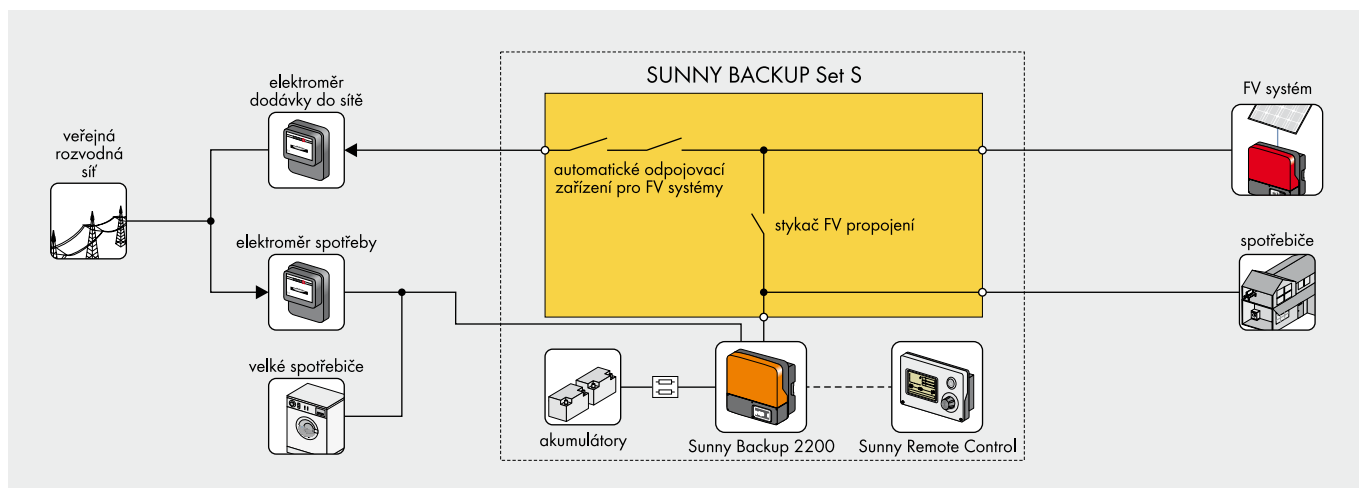 SUNNY BACKUP Set S
elektroměr
dodávky do sítě
FV systém
veřejná
rozvodná
síť
automatické odpojovací
zařízení pro FV systémy
stykač FV propojení
elektroměr spotřeby
spotřebiče
velké spotřebiče
akumulátory
Sunny Backup 2200
Sunny Remote Control